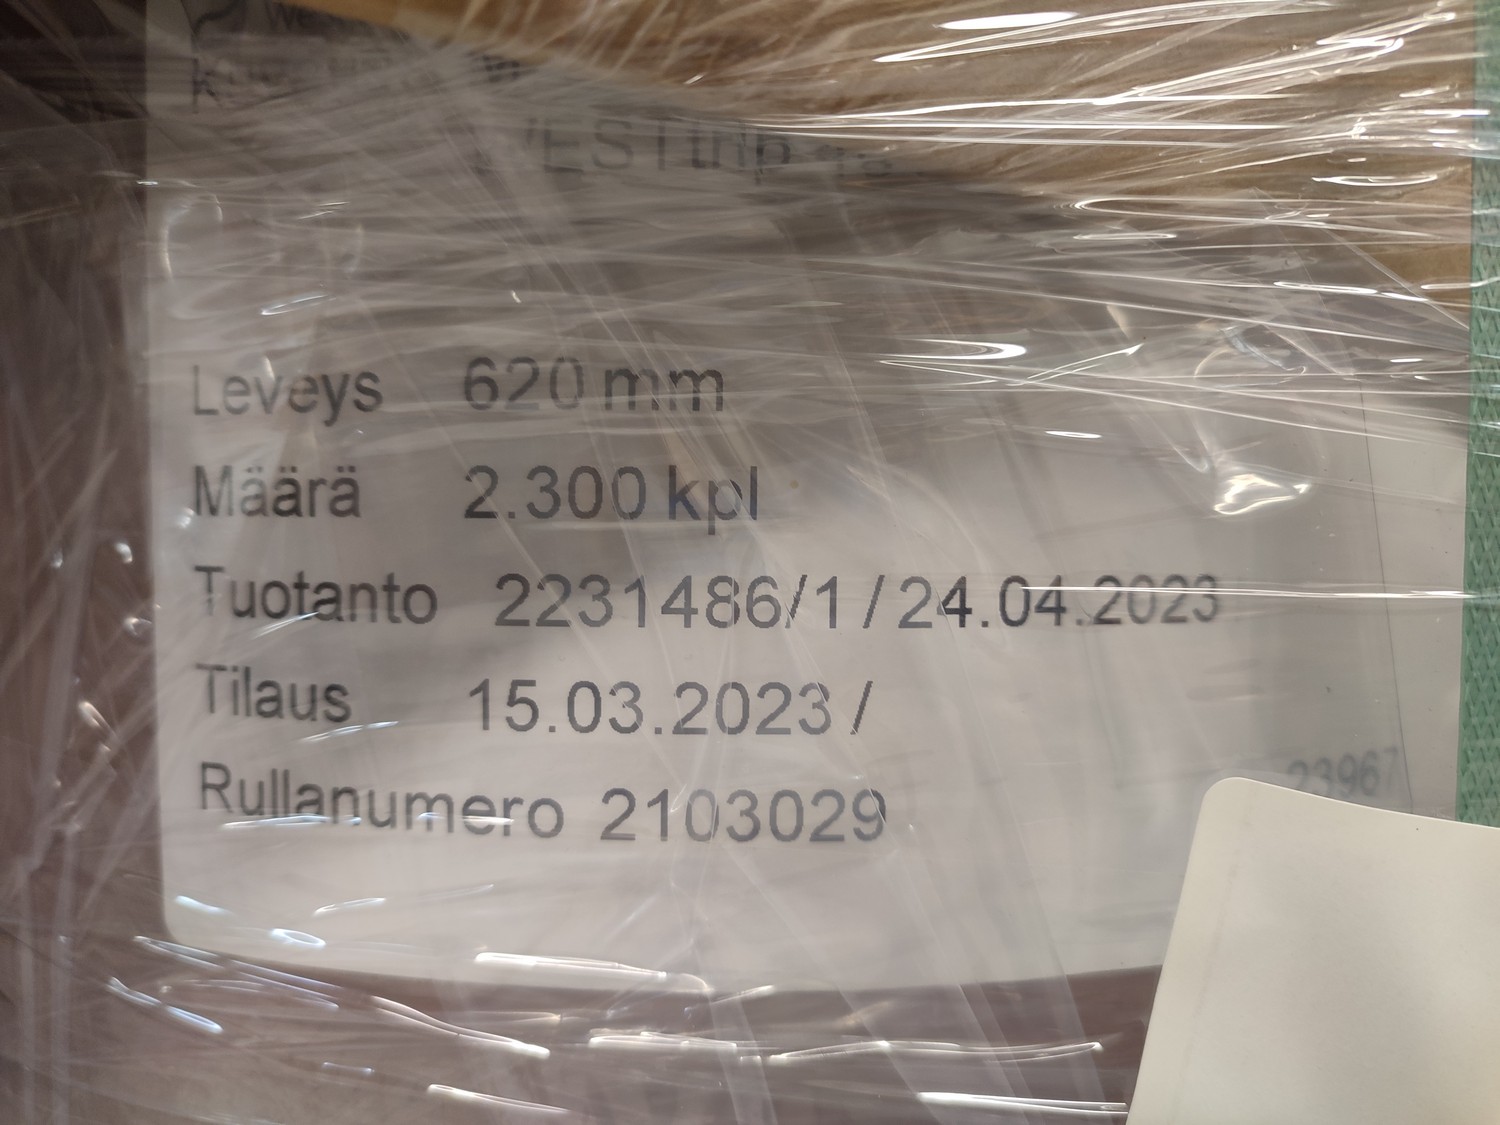 Leveys 620 mm
Määrä 2.300 kpl
Tuotanto 2231486/1 / 24.04.2023
Tilaus 15.03.2023 /
23967
Rullanumero 2103029